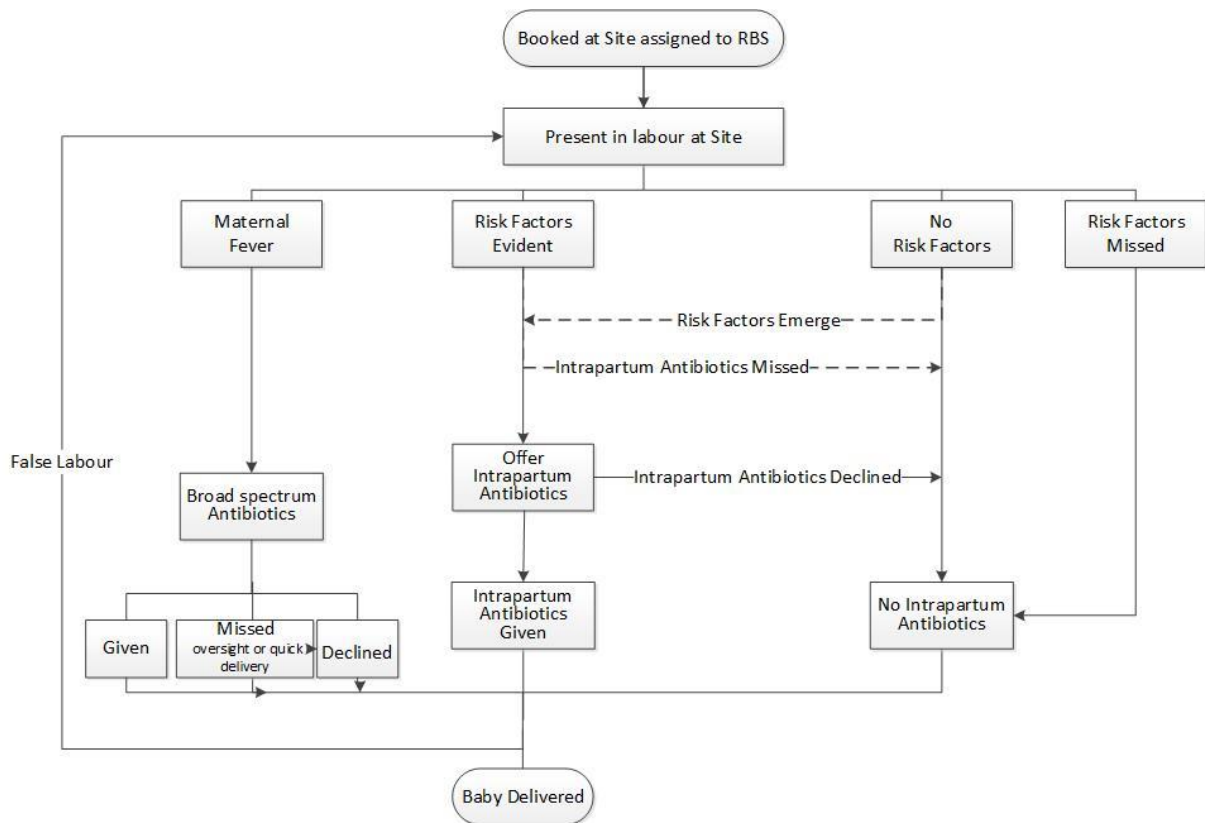 Booked at Site assigned to RBS
Present in labour at Site
Maternal
Fever
Risk Factors
Evident
No
Risk Factors
Risk Factors
Missed
Risk Factors Emerge
Intrapartum Antibiotics Missed
False Labour
Offer
Intrapartum
Antibiotics
Intrapartum Antibiotics Declined
Broad spectrum
Antibiotics
Intrapartum
Antibiotics
Given
No Intrapartum
Antibiotics
Given
Missed
oversight or quick
delivery
Declined
Baby Delivered